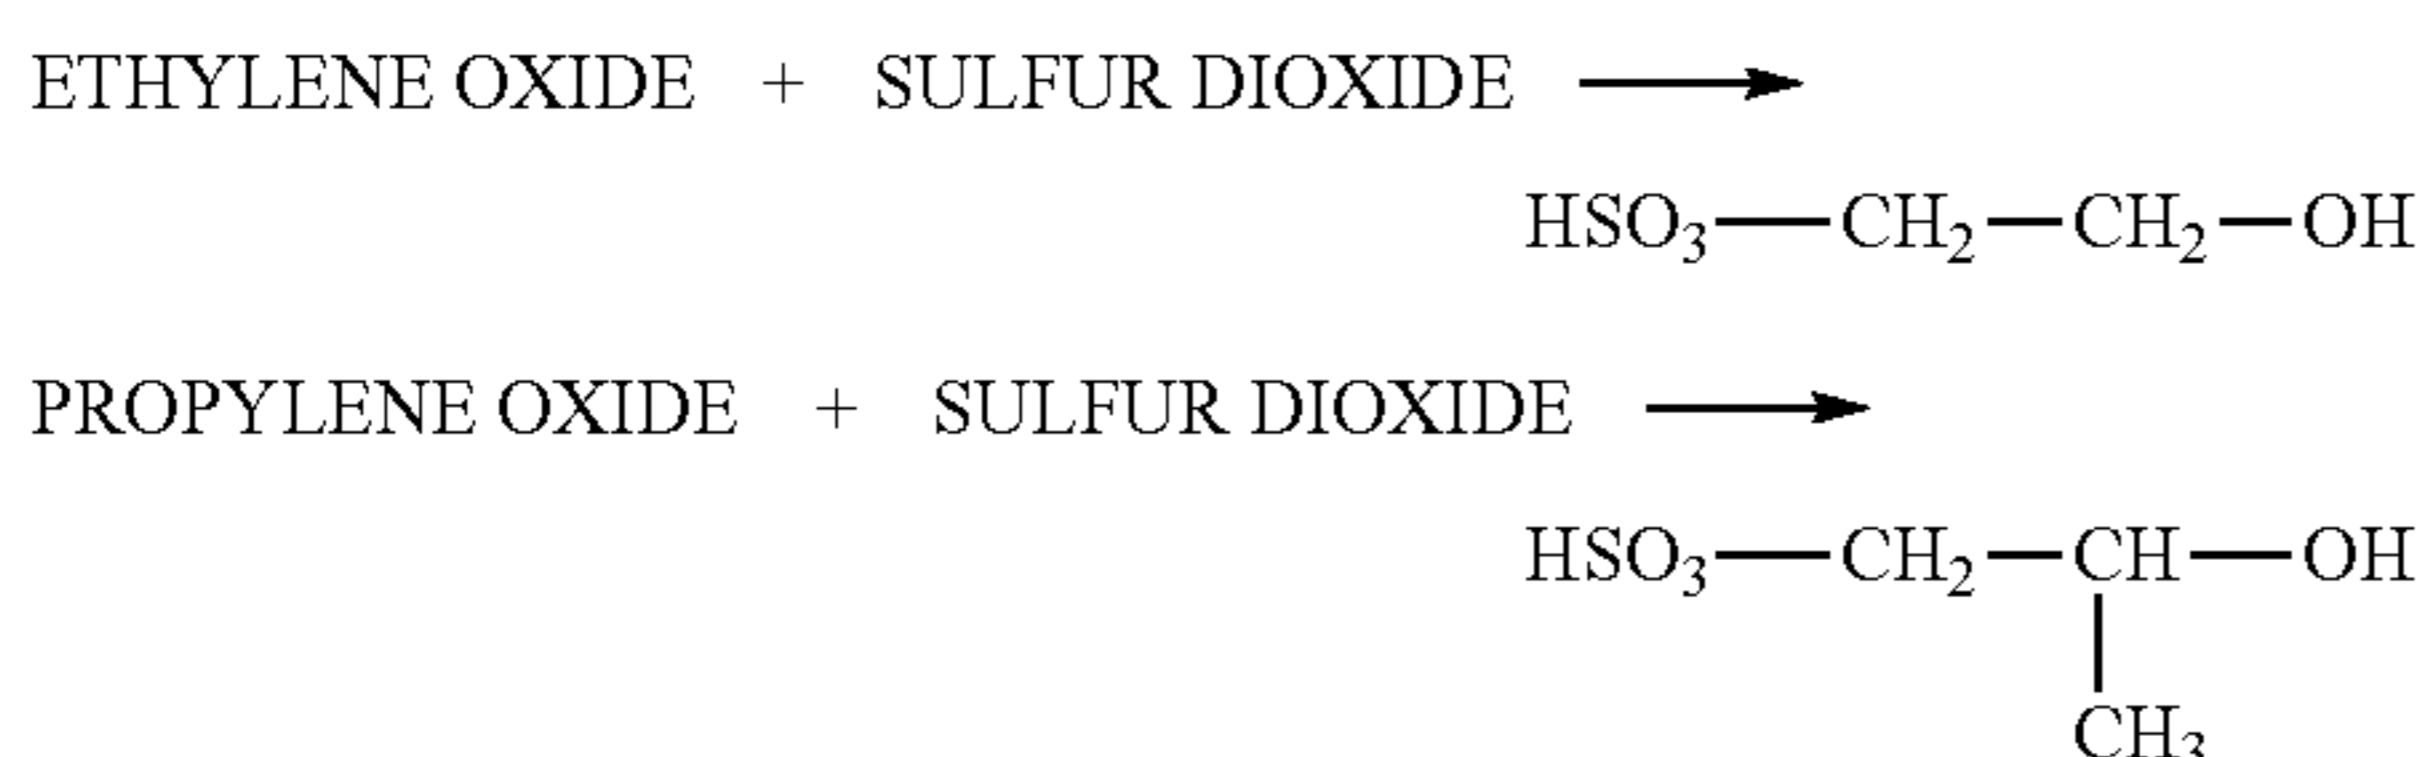 ETHYLENE OXIDE + SULFUR DIOXIDE ⟶
HSO₃—CH₂—CH₂—OH
PROPYLENE OXIDE + SULFUR DIOXIDE ⟶
HSO₃—CH₂—CH—OH
CH₃